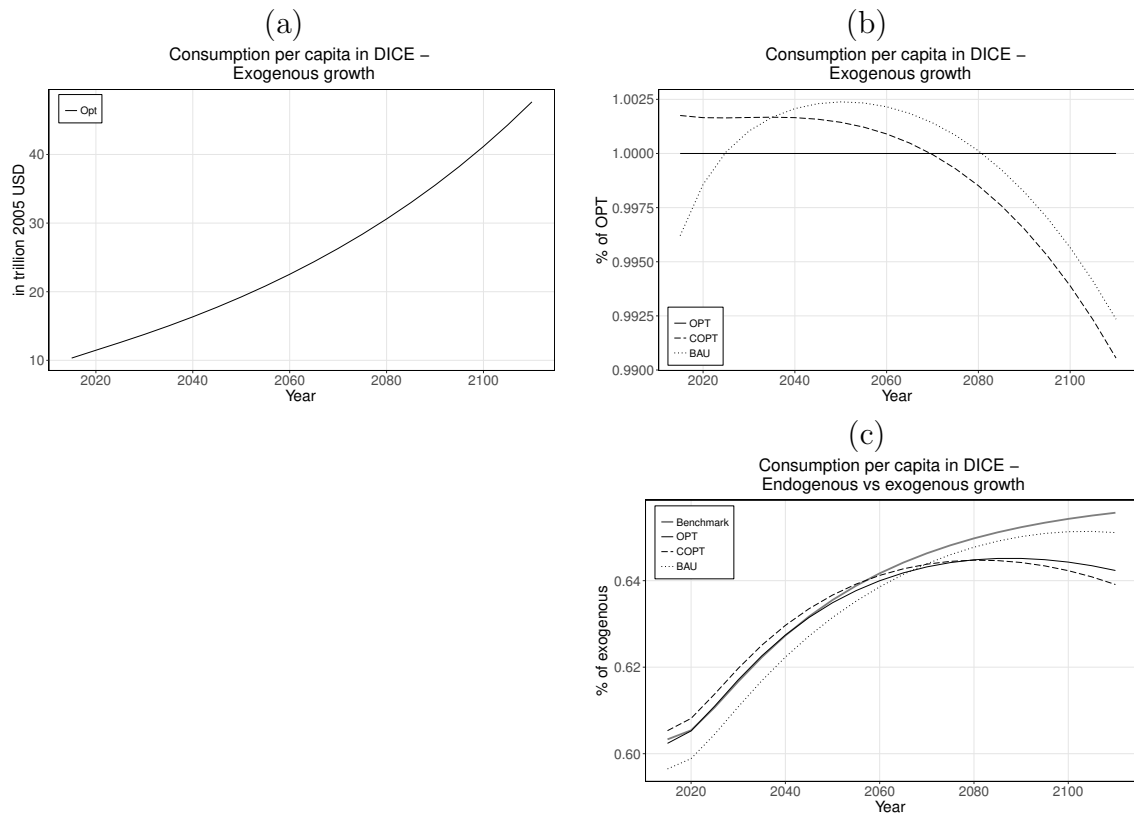 (a)
Consumption per capita in DICE –
Exogenous growth
Opt
in trillion 2005 USD
40
30
20
10
2020 2040 2060 2080 2100
Year
(b)
Consumption per capita in DICE –
Exogenous growth
% of OPT
1.0025
1.0000
0.9975
0.9950
0.9925
0.9900
OPT
COPT
BAU
2020 2040 2060 2080 2100
Year
(c)
Consumption per capita in DICE –
Endogenous vs exogenous growth
Benchmark
OPT
COPT
BAU
% of exogenous
0.64
0.62
0.60
2020 2040 2060 2080 2100
Year